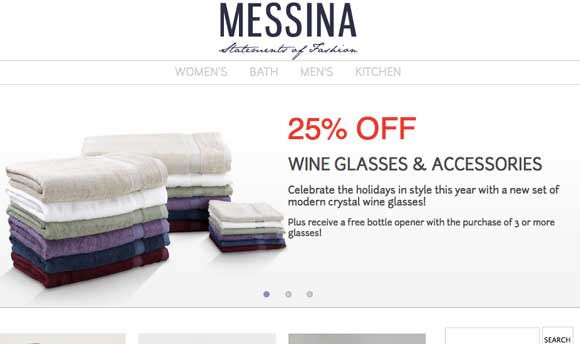 MESSINA
Statements of Fashion
WOMEN'S BATH MEN'S KITCHEN
25% OFF
WINE GLASSES & ACCESSORIES
Celebrate the holidays in style this year with a new set of
modern crystal wine glasses!
Plus receive a free bottle opener with the purchase of 3 or more
glasses!
SEARCH